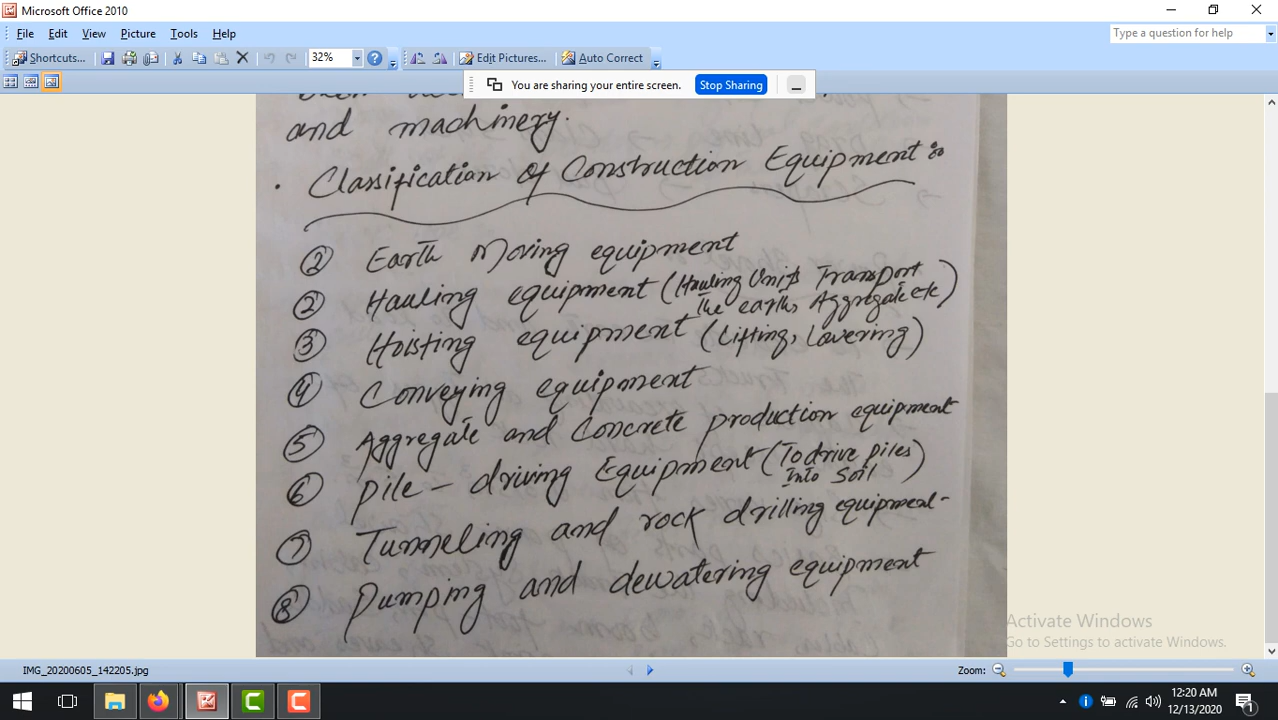 Microsoft Office 2010
File Edit View Picture Tools Help
Type a question for help
Shortcuts... 32% Edit Pictures... Auto Correct
You are sharing your entire screen. Stop Sharing
and machinery.
• Classification of Construction Equipment :
② Earth Moving equipment
② Hauling equipment (Hauling Units Transport
the earth, Aggregate etc)
③ Hoisting equipment (Lifting, Lowering)
④ Conveying equipment
⑤ Aggregate and Concrete production equipment
⑥ Pile - driving Equipment (To drive piles
Into Soil)
⑦ Tunneling and rock drilling equipment
⑧ Pumping and dewatering equipment
Activate Windows
Go to Settings to activate Windows.
IMG_20200605_142205.jpg
Zoom:
12:20 AM
12/13/2020
1